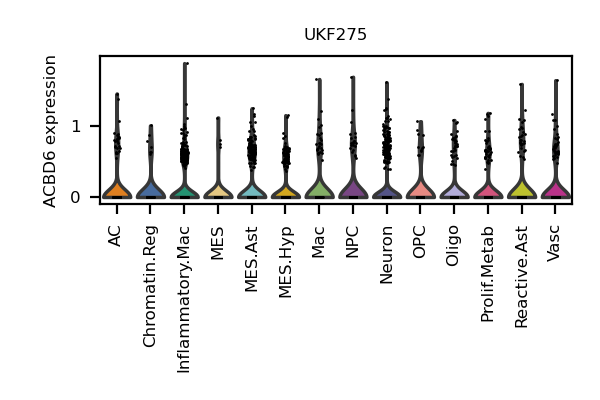 UKF275
ACBD6 expression
1
0
AC
Chromatin.Reg
Inflammatory.Mac
MES
MES.Ast
MES.Hyp
Mac
NPC
Neuron
OPC
Oligo
Prolif.Metab
Reactive.Ast
Vasc